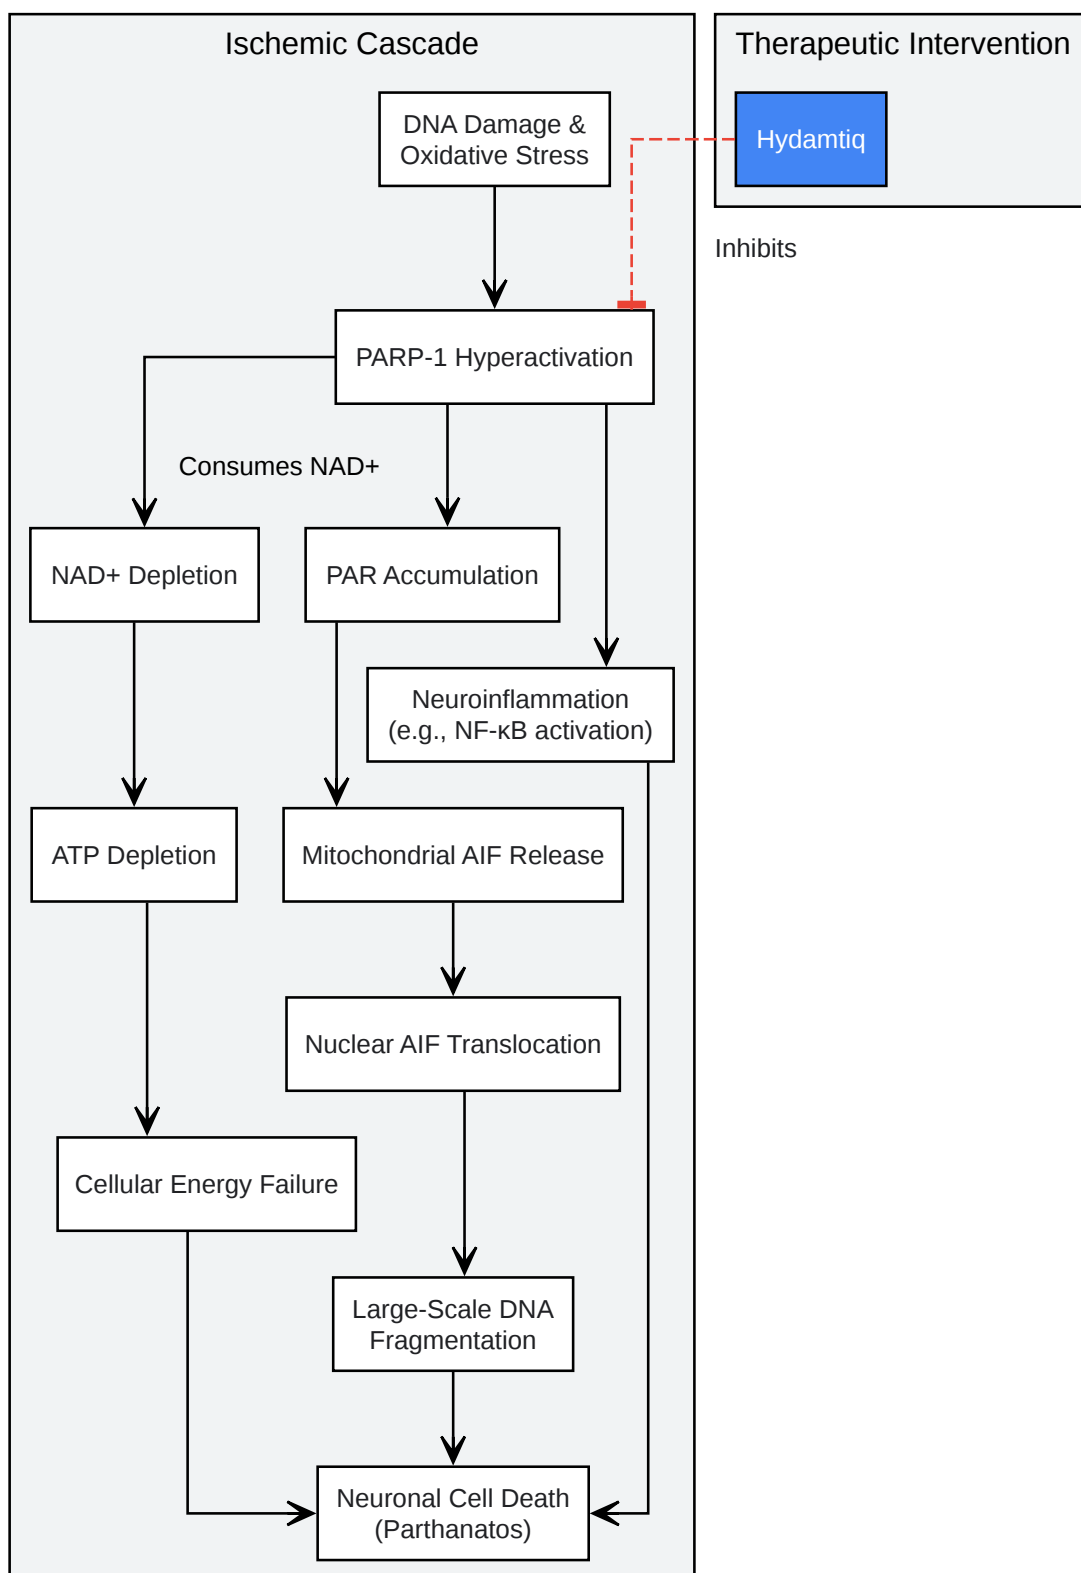 Ischemic Cascade
Therapeutic Intervention
DNA Damage &
Oxidative Stress
Hydamtiq
Inhibits
PARP-1 Hyperactivation
Consumes NAD+
NAD+ Depletion
PAR Accumulation
Neuroinflammation
(e.g., NF-κB activation)
ATP Depletion
Mitochondrial AIF Release
Nuclear AIF Translocation
Cellular Energy Failure
Large-Scale DNA
Fragmentation
Neuronal Cell Death
(Parthanatos)